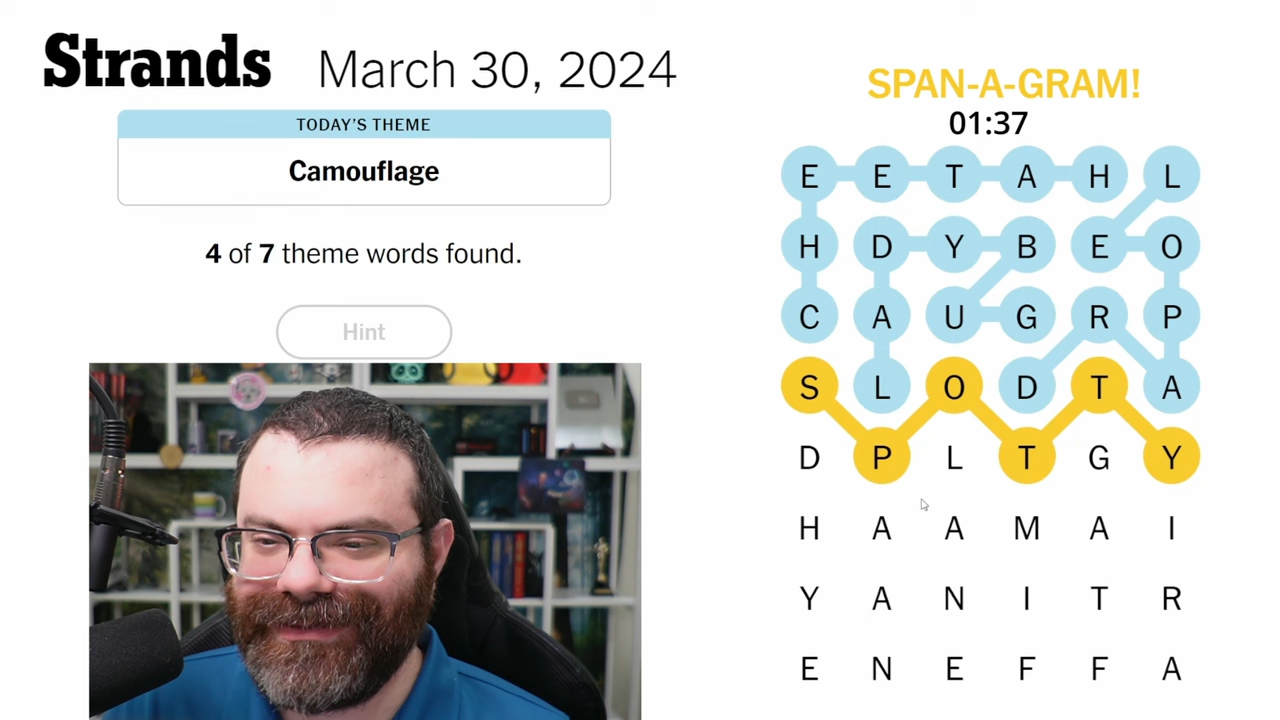 Strands March 30, 2024
TODAY'S THEME
Camouflage
4 of 7 theme words found.
Hint
SPAN-A-GRAM!
01:37
E E T A H L
H D Y B E O
C A U G R P
S L O D T A
D P L T G Y
H A A M A I
Y A N I T R
E N E F F A